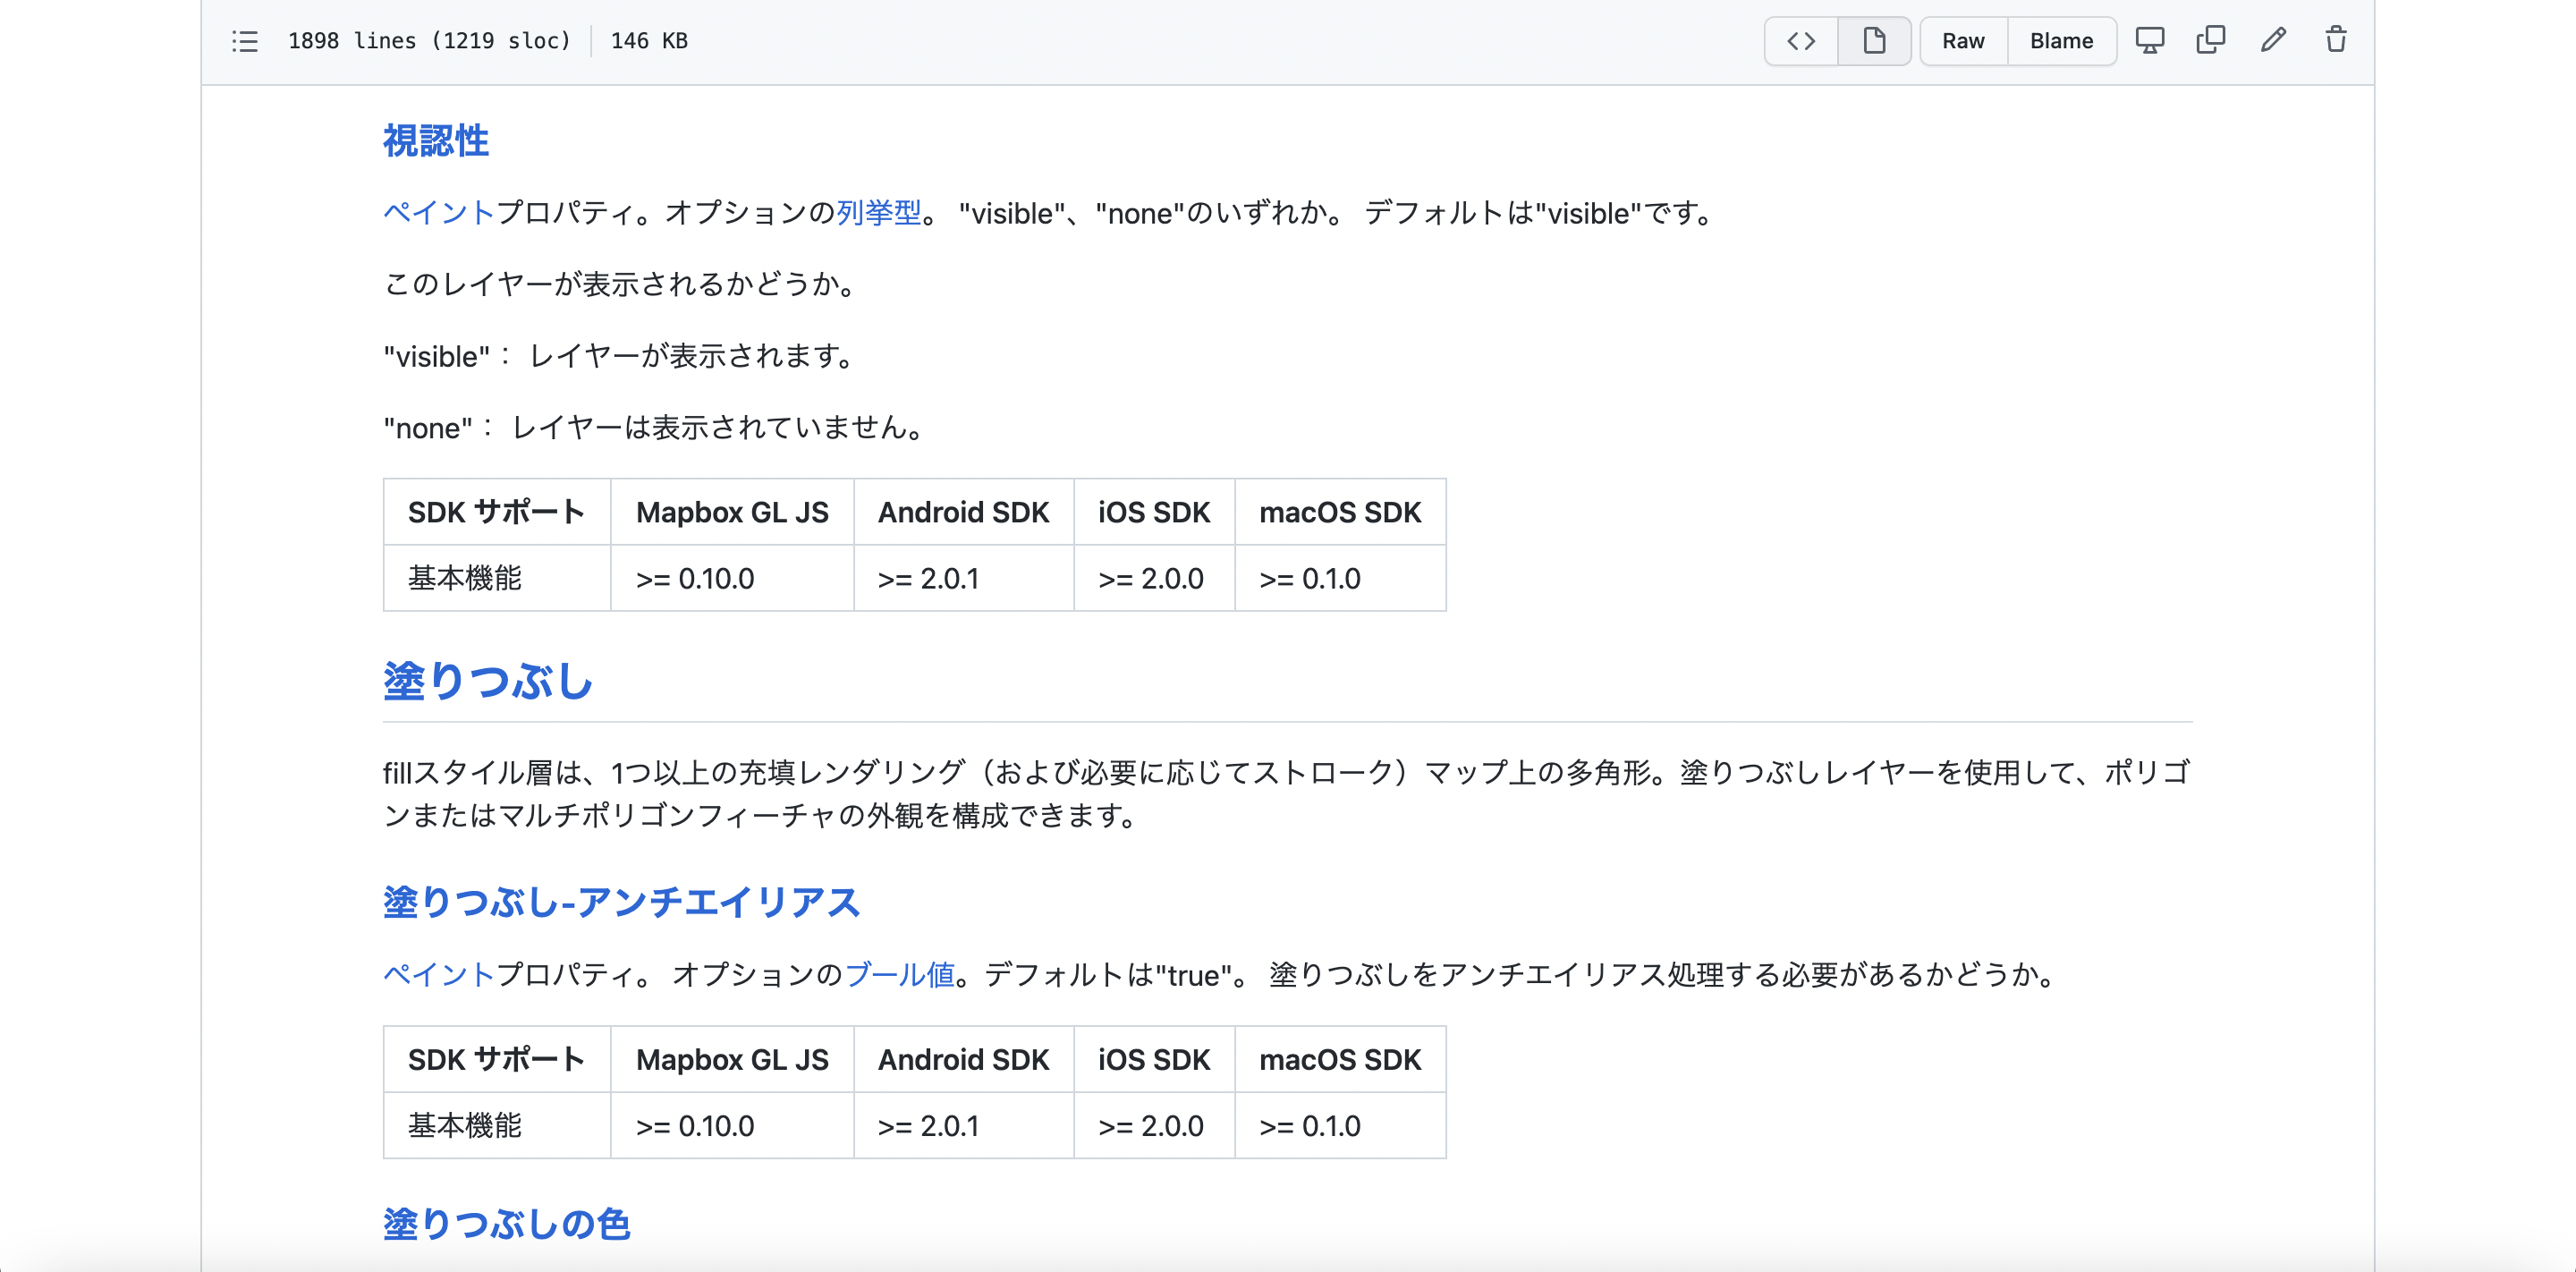 1898 lines (1219 sloc) 146 KB
Raw Blame
視認性
ペイントプロパティ。オプションの列挙型。 "visible"、"none"のいずれか。 デフォルトは"visible"です。
このレイヤーが表示されるかどうか。
"visible"： レイヤーが表示されます。
"none"： レイヤーは表示されていません。
SDK サポート Mapbox GL JS Android SDK iOS SDK macOS SDK
基本機能 >= 0.10.0 >= 2.0.1 >= 2.0.0 >= 0.1.0
塗りつぶし
fillスタイル層は、1つ以上の充填レンダリング（および必要に応じてストローク）マップ上の多角形。塗りつぶしレイヤーを使用して、ポリゴ
ンまたはマルチポリゴンフィーチャの外観を構成できます。
塗りつぶし-アンチエイリアス
ペイントプロパティ。 オプションのブール値。デフォルトは"true"。 塗りつぶしをアンチエイリアス処理する必要があるかどうか。
SDK サポート Mapbox GL JS Android SDK iOS SDK macOS SDK
基本機能 >= 0.10.0 >= 2.0.1 >= 2.0.0 >= 0.1.0
塗りつぶしの色